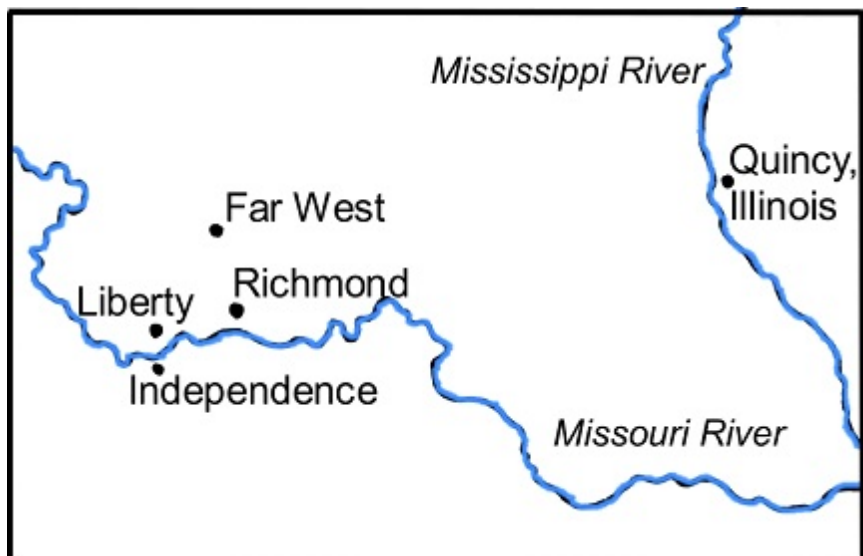 Mississippi River
Quincy,
Illinois
Far West
Richmond
Liberty
Independence
Missouri River